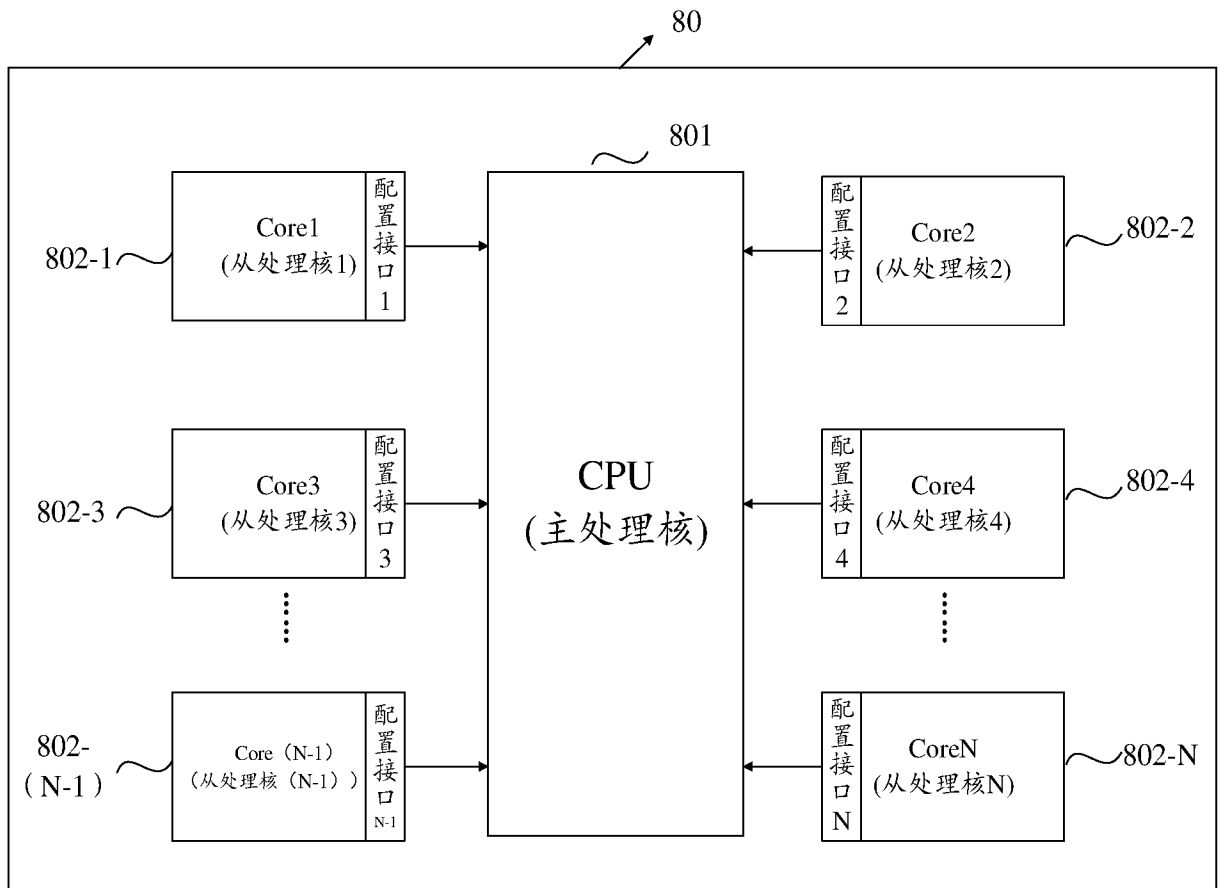 80
801
802-1
Core1
(从处理核1)
配置接口1
配置接口2
Core2
(从处理核2)
802-2
802-3
Core3
(从处理核3)
配置接口3
CPU
(主处理核)
配置接口4
Core4
(从处理核4)
802-4
802-
(N-1)
Core（N-1）
（从处理核（N-1））
配置接口N-1
配置接口N
CoreN
(从处理核N)
802-N